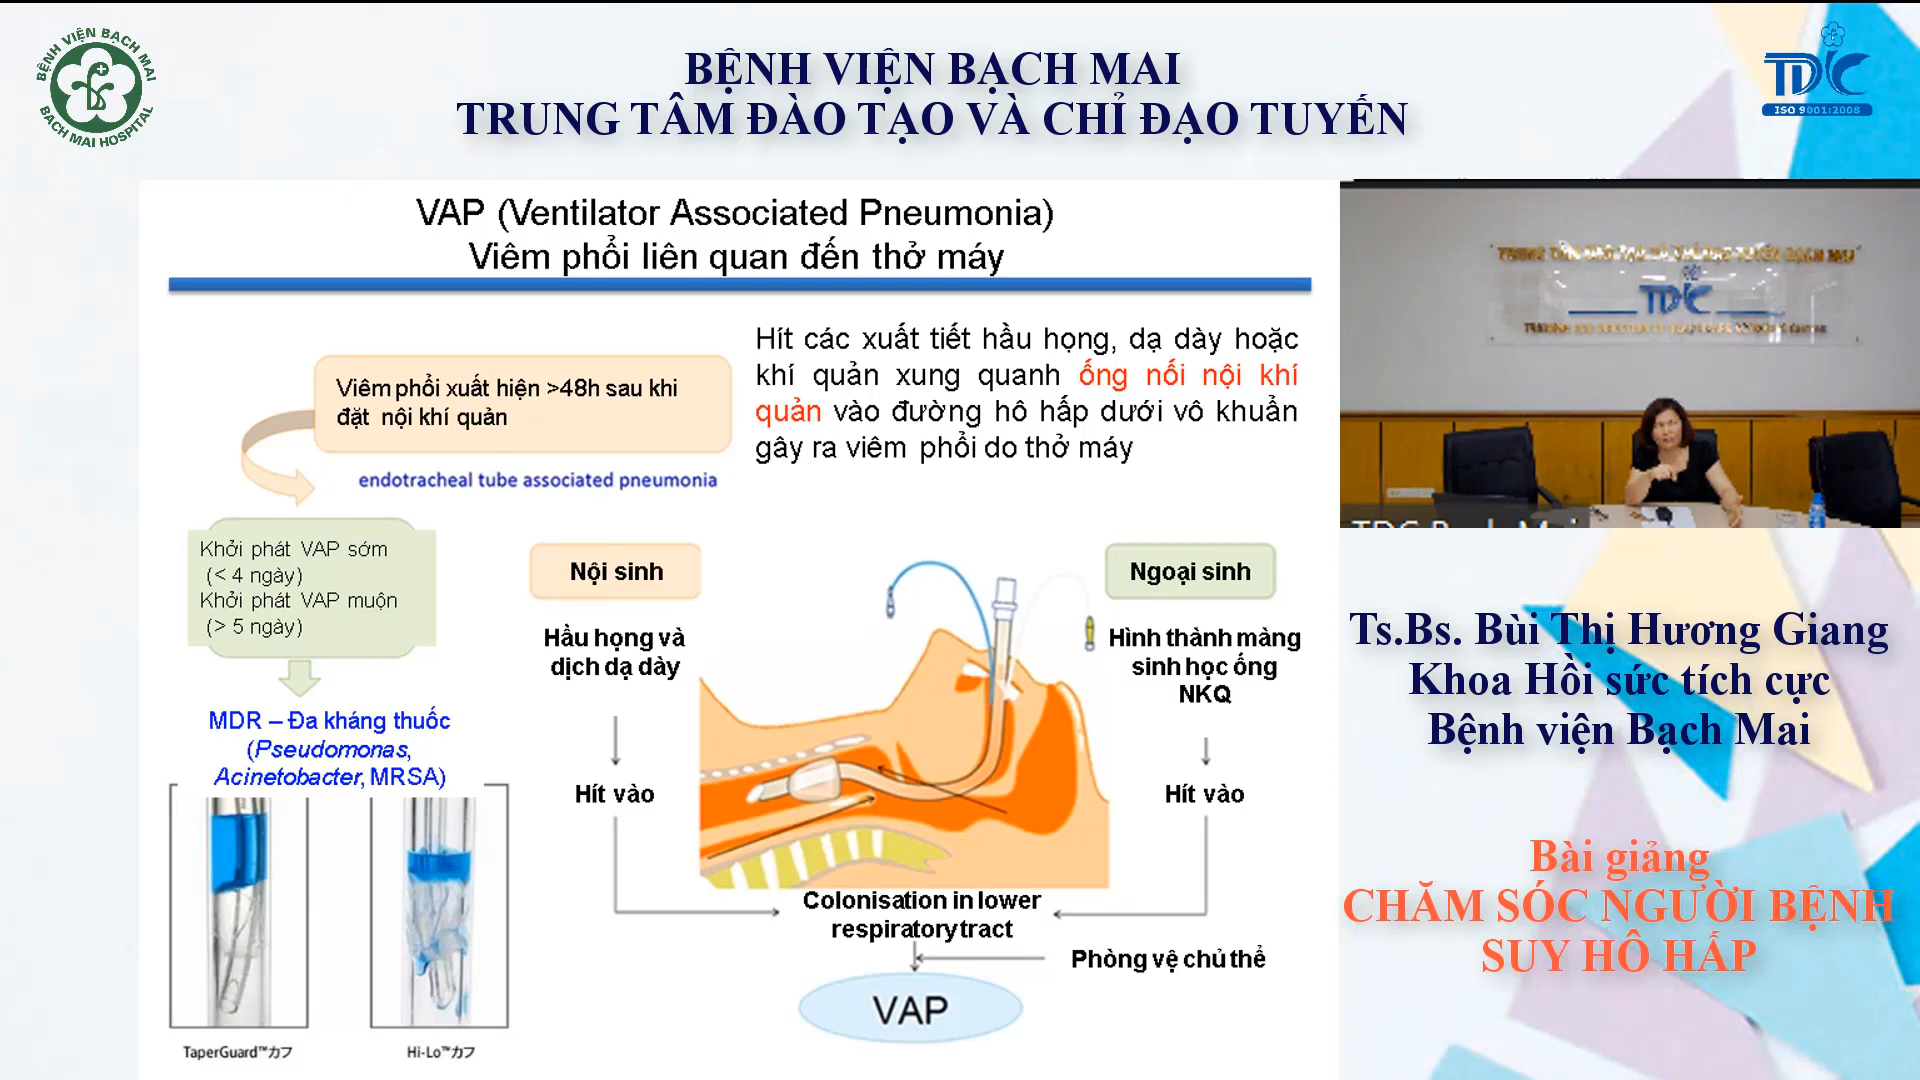 BỆNH VIỆN BẠCH MAI
BACH MAI HOSPITAL
BỆNH VIỆN BẠCH MAI
TRUNG TÂM ĐÀO TẠO VÀ CHỈ ĐẠO TUYẾN
TDC
ISO 9001:2008
VAP (Ventilator Associated Pneumonia)
Viêm phổi liên quan đến thở máy
Viêm phổi xuất hiện >48h sau khi
đặt nội khí quản
endotracheal tube associated pneumonia
Hít các xuất tiết hầu họng, dạ dày hoặc
khí quản xung quanh ống nối nội khí
quản vào đường hô hấp dưới vô khuẩn
gây ra viêm phổi do thở máy
Khởi phát VAP sớm
(< 4 ngày)
Khởi phát VAP muộn
(> 5 ngày)
MDR – Đa kháng thuốc
(Pseudomonas,
Acinetobacter, MRSA)
TaperGuard™カフ
Hi-Lo™カフ
Nội sinh
Hầu họng và
dịch dạ dày
Hít vào
Ngoại sinh
Hình thành màng
sinh học ống
NKQ
Hít vào
Colonisation in lower
respiratory tract
Phòng vệ chủ thể
VAP
TDC
Ts.Bs. Bùi Thị Hương Giang
Khoa Hồi sức tích cực
Bệnh viện Bạch Mai
Bài giảng
CHĂM SÓC NGƯỜI BỆNH
SUY HÔ HẤP